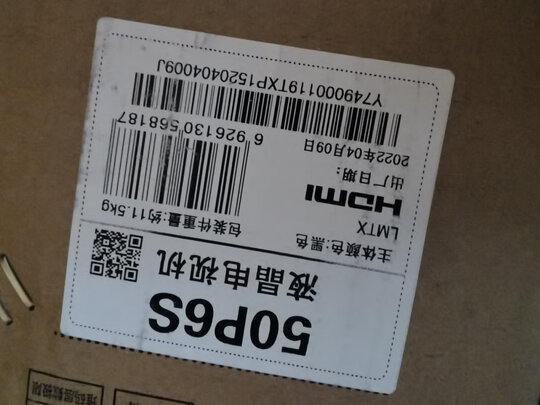 50P6S
液晶电视机
主体颜色:黑色
包装件重量:约11.5kg
LMTX
HDMI
出厂日期:
2022年04月09日
6 926130 568187
Y7490000119TXP1520404009J